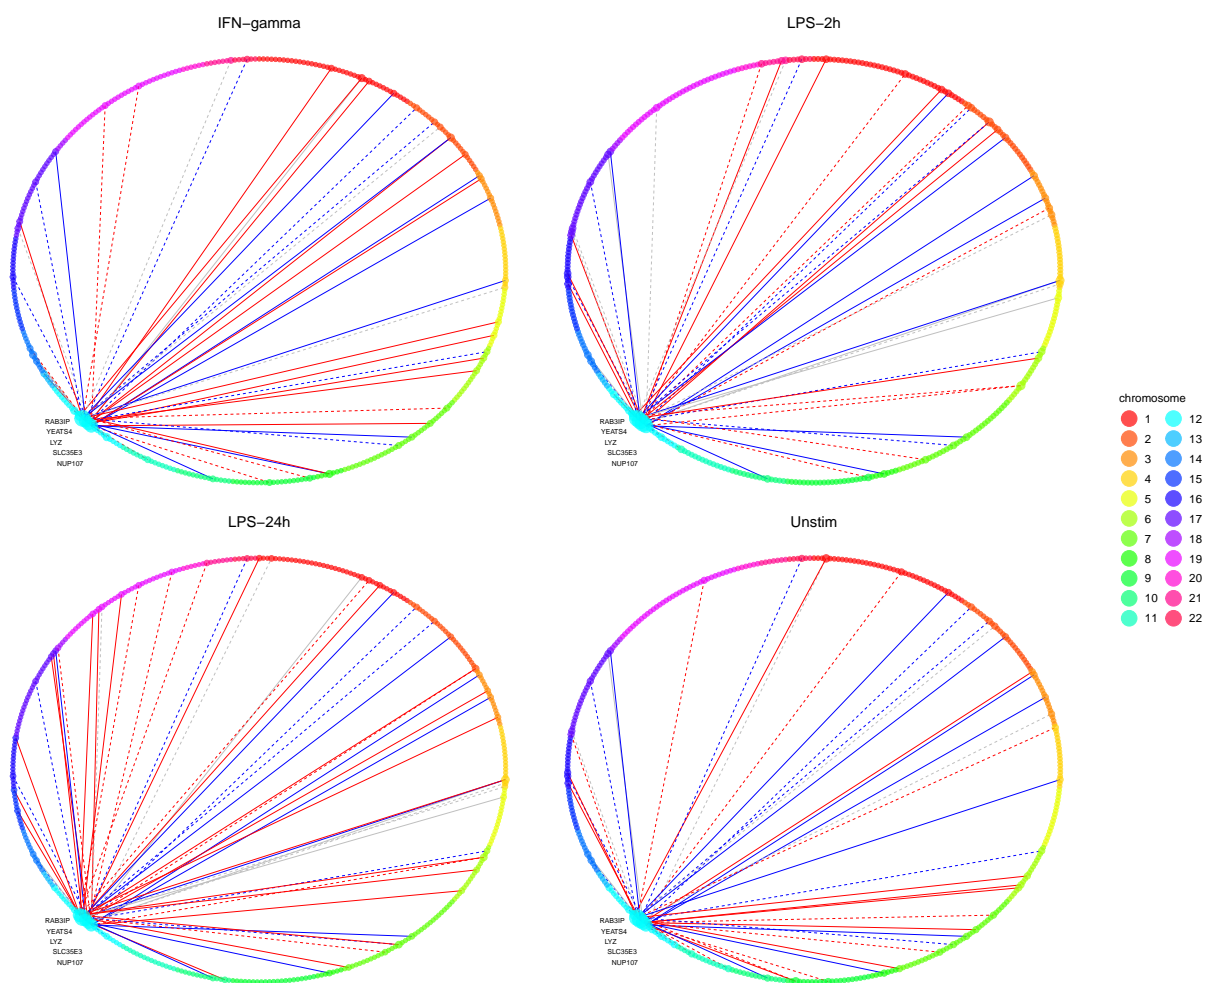 IFN−gamma
LPS−2h
RAB3IP
YEATS4
LYZ
SLC35E3
NUP107
RAB3IP
YEATS4
LYZ
SLC35E3
NUP107
chromosome
1 12
2 13
3 14
4 15
5 16
6 17
7 18
8 19
9 20
10 21
11 22
LPS−24h
Unstim
RAB3IP
YEATS4
LYZ
SLC35E3
NUP107
RAB3IP
YEATS4
LYZ
SLC35E3
NUP107